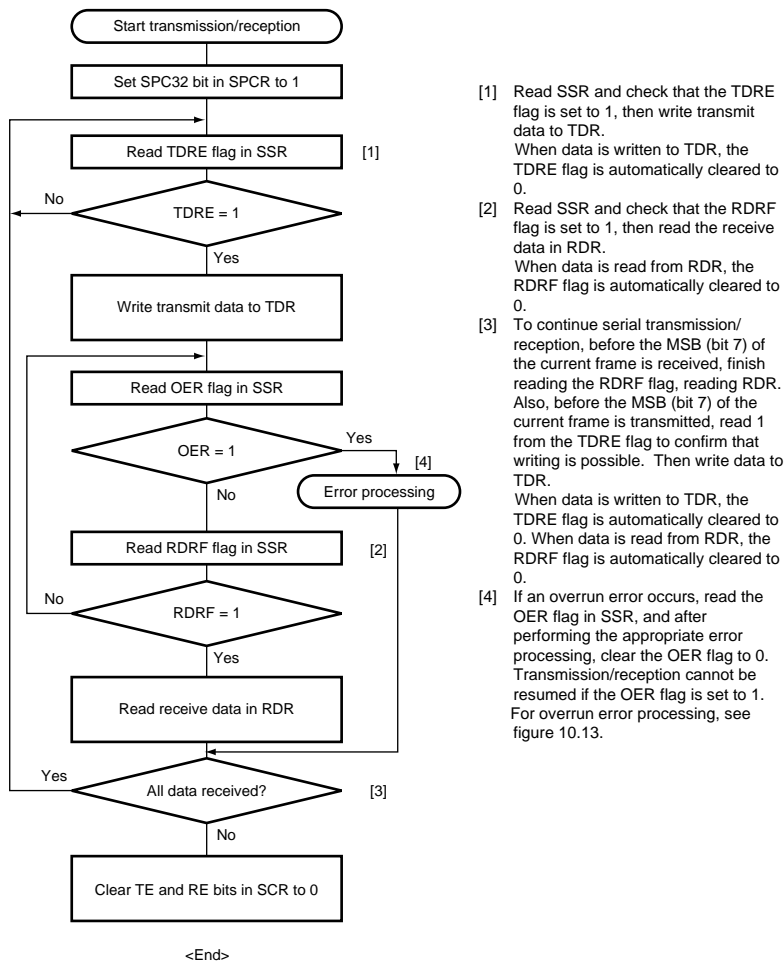 Start transmission/reception
Set SPC32 bit in SPCR to 1
Read TDRE flag in SSR
[1]
No
TDRE = 1
Yes
Write transmit data to TDR
Read OER flag in SSR
OER = 1
Yes
[4]
No
Error processing
Read RDRF flag in SSR
[2]
No
RDRF = 1
Yes
Read receive data in RDR
Yes
All data received?
[3]
No
Clear TE and RE bits in SCR to 0
<End>
[1] Read SSR and check that the TDRE
flag is set to 1, then write transmit
data to TDR.
When data is written to TDR, the
TDRE flag is automatically cleared to
0.
[2] Read SSR and check that the RDRF
flag is set to 1, then read the receive
data in RDR.
When data is read from RDR, the
RDRF flag is automatically cleared to
0.
[3] To continue serial transmission/
reception, before the MSB (bit 7) of
the current frame is received, finish
reading the RDRF flag, reading RDR.
Also, before the MSB (bit 7) of the
current frame is transmitted, read 1
from the TDRE flag to confirm that
writing is possible. Then write data to
TDR.
When data is written to TDR, the
TDRE flag is automatically cleared to
0. When data is read from RDR, the
RDRF flag is automatically cleared to
0.
[4] If an overrun error occurs, read the
OER flag in SSR, and after
performing the appropriate error
processing, clear the OER flag to 0.
Transmission/reception cannot be
resumed if the OER flag is set to 1.
For overrun error processing, see
figure 10.13.